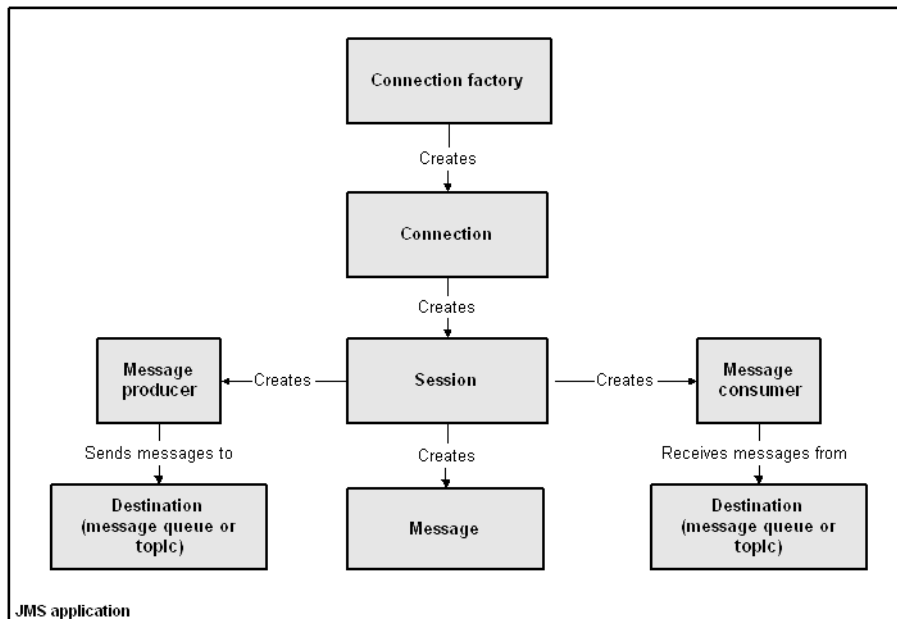 Connection factory
Creates
Connection
Creates
Message
producer
Creates
Session
Creates
Message
consumer
Sends messages to
Creates
Receives messages from
Destination
(message queue or
topic)
Message
Destination
(message queue or
topic)
JMS application